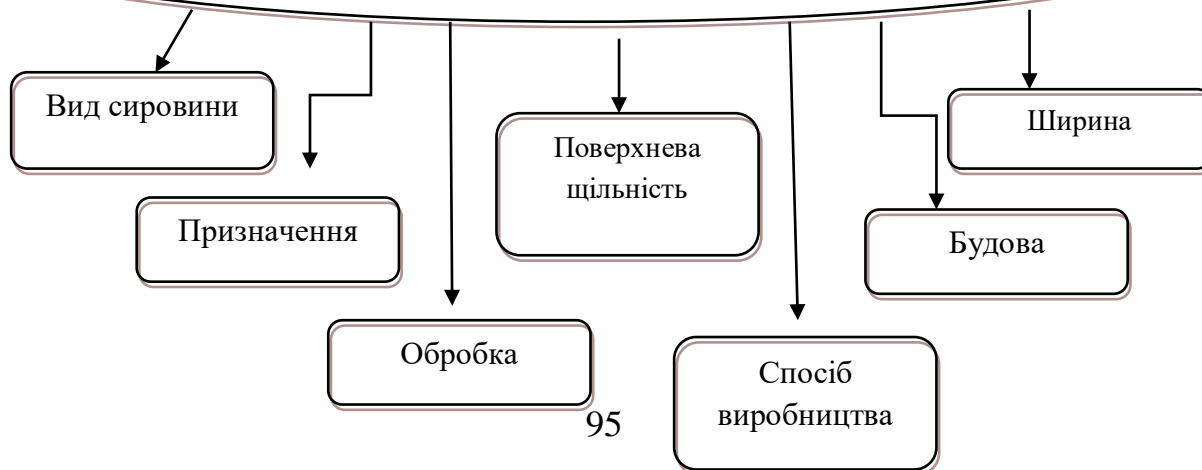 Вид сировини
Ширина
Поверхнева
щільність
Призначення
Будова
Обробка
Спосіб
виробництва
95